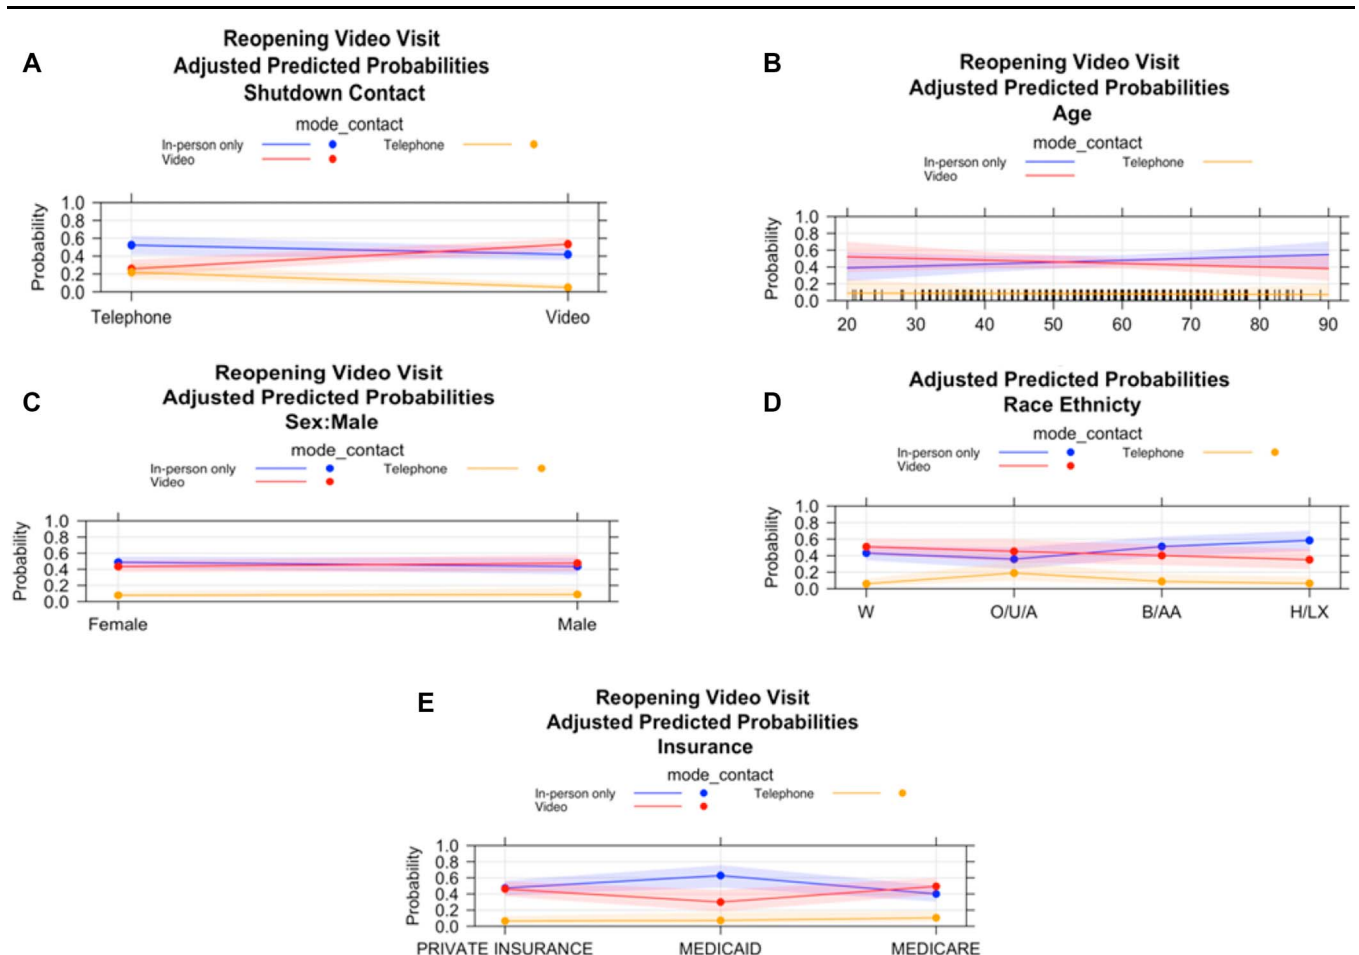 A
Reopening Video Visit
Adjusted Predicted Probabilities
Shutdown Contact
mode_contact
In-person only
Telephone
Video
Probability
1.0
0.8
0.6
0.4
0.2
0.0
Telephone
Video
B
Reopening Video Visit
Adjusted Predicted Probabilities
Age
mode_contact
In-person only
Telephone
Video
Probability
1.0
0.8
0.6
0.4
0.2
0.0
20 30 40 50 60 70 80 90
C
Reopening Video Visit
Adjusted Predicted Probabilities
Sex:Male
mode_contact
In-person only
Telephone
Video
Probability
1.0
0.8
0.6
0.4
0.2
0.0
Female
Male
D
Adjusted Predicted Probabilities
Race Ethnicty
mode_contact
In-person only
Telephone
Video
Probability
1.0
0.8
0.6
0.4
0.2
0.0
W O/U/A B/AA H/LX
E
Reopening Video Visit
Adjusted Predicted Probabilities
Insurance
mode_contact
In-person only
Telephone
Video
Probability
1.0
0.8
0.6
0.4
0.2
0.0
PRIVATE INSURANCE MEDICAID MEDICARE